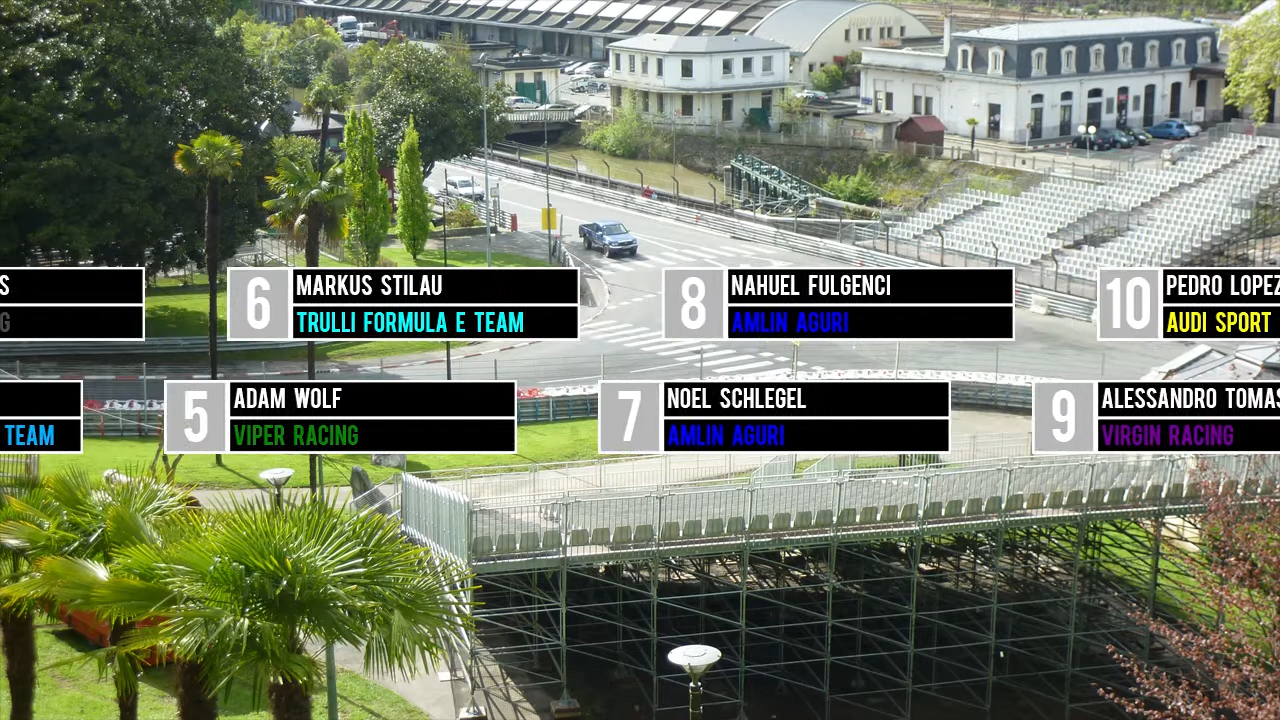 6
MARKUS STILAU
TRULLI FORMULA E TEAM
8
NAHUEL FULGENCI
AMLIN AGURI
10
PEDRO LOPEZ
AUDI SPORT
TEAM
5
ADAM WOLF
VIPER RACING
7
NOEL SCHLEGEL
AMLIN AGURI
9
ALESSANDRO TOMAS
VIRGIN RACING